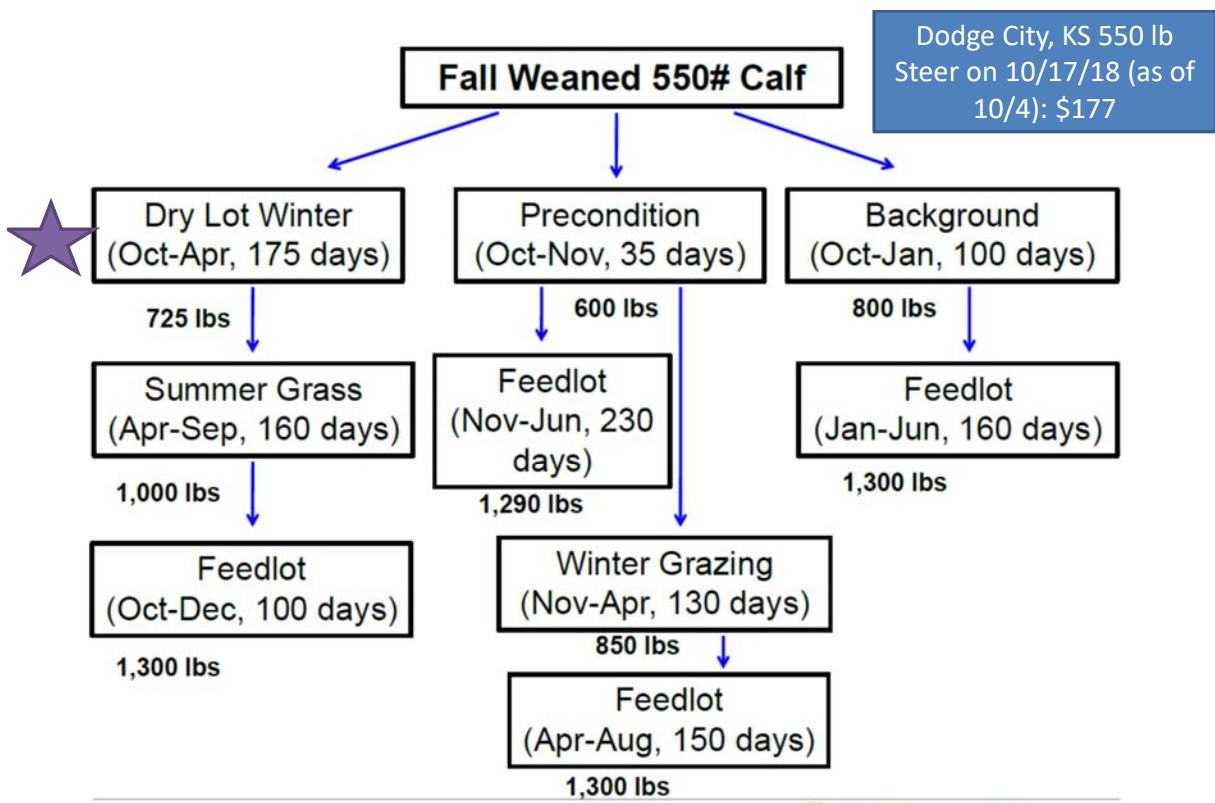 Fall Weaned 550# Calf
Dodge City, KS 550 lb
Steer on 10/17/18 (as of
10/4): $177
Dry Lot Winter
(Oct-Apr, 175 days)
725 lbs
Summer Grass
(Apr-Sep, 160 days)
1,000 lbs
Feedlot
(Oct-Dec, 100 days)
1,300 lbs
Precondition
(Oct-Nov, 35 days)
600 lbs
Feedlot
(Nov-Jun, 230
days)
1,290 lbs
Winter Grazing
(Nov-Apr, 130 days)
850 lbs
Feedlot
(Apr-Aug, 150 days)
1,300 lbs
Background
(Oct-Jan, 100 days)
800 lbs
Feedlot
(Jan-Jun, 160 days)
1,300 lbs